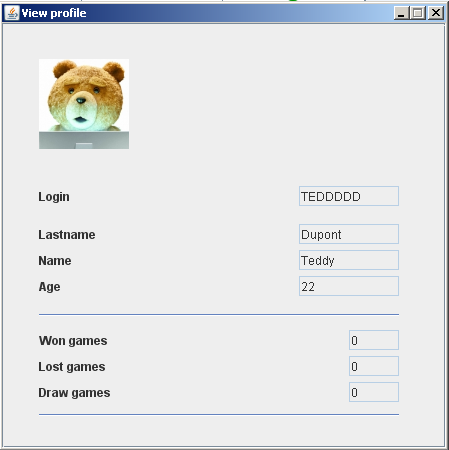 View profile
Login TEDDDDD
Lastname Dupont
Name Teddy
Age 22
Won games 0
Lost games 0
Draw games 0